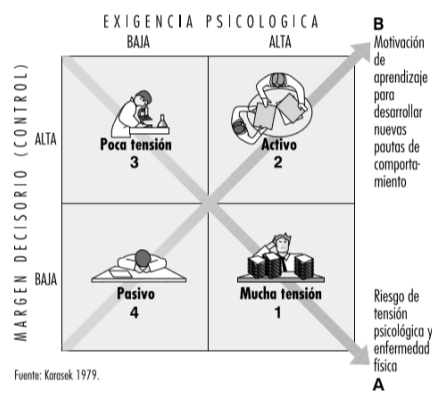 EXIGENCIA PSICOLOGICA
BAJA
ALTA
MARGEN DECISORIO (CONTROL)
ALTA
BAJA
Poca tensión
3
Activo
2
Pasivo
4
Mucha tensión
1
B
Motivación
de
aprendizaje
para
desarrollar
nuevas
pautas de
comporta-
miento
Riesgo de
tensión
psicológica y
enfermedad
física
A
Fuente: Karasek 1979.